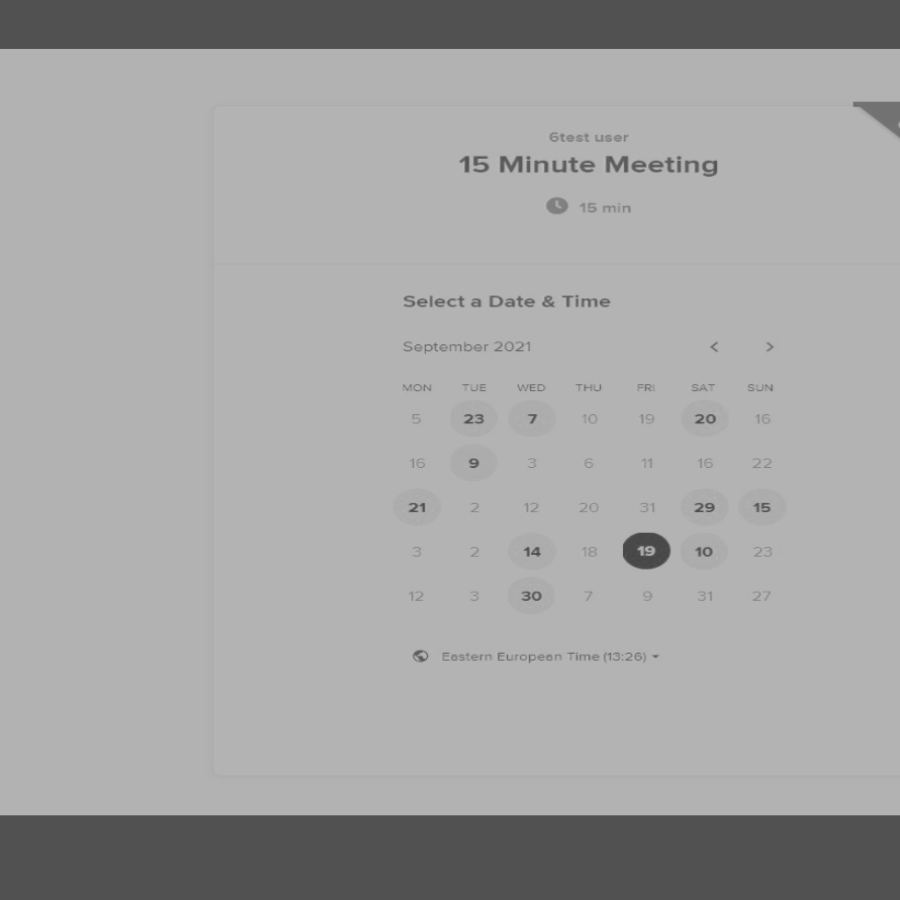 6test user
15 Minute Meeting
15 min
Select a Date & Time
September 2021
MON TUE WED THU FRI SAT SUN
5 23 7 10 19 20 16
16 9 3 6 11 16 22
21 2 12 20 31 29 15
3 2 14 18 19 10 23
12 3 30 7 9 31 27
Eastern European Time (13:26)